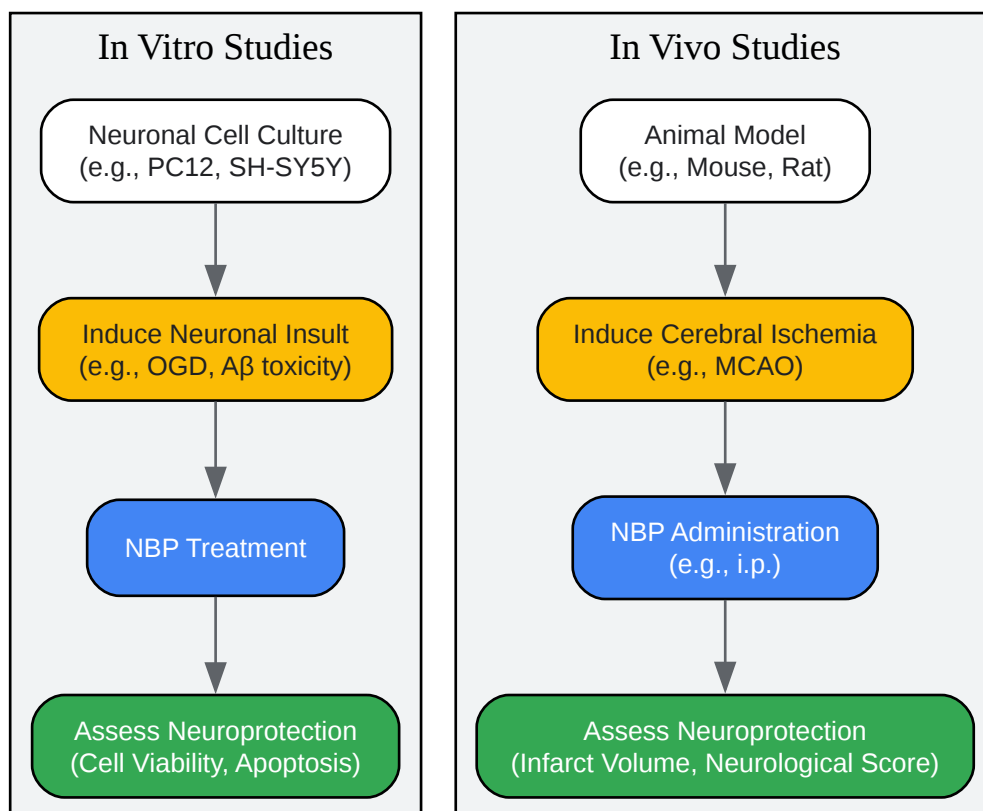 In Vitro Studies
Neuronal Cell Culture
(e.g., PC12, SH-SY5Y)
Induce Neuronal Insult
(e.g., OGD, Aβ toxicity)
NBP Treatment
Assess Neuroprotection
(Cell Viability, Apoptosis)
In Vivo Studies
Animal Model
(e.g., Mouse, Rat)
Induce Cerebral Ischemia
(e.g., MCAO)
NBP Administration
(e.g., i.p.)
Assess Neuroprotection
(Infarct Volume, Neurological Score)